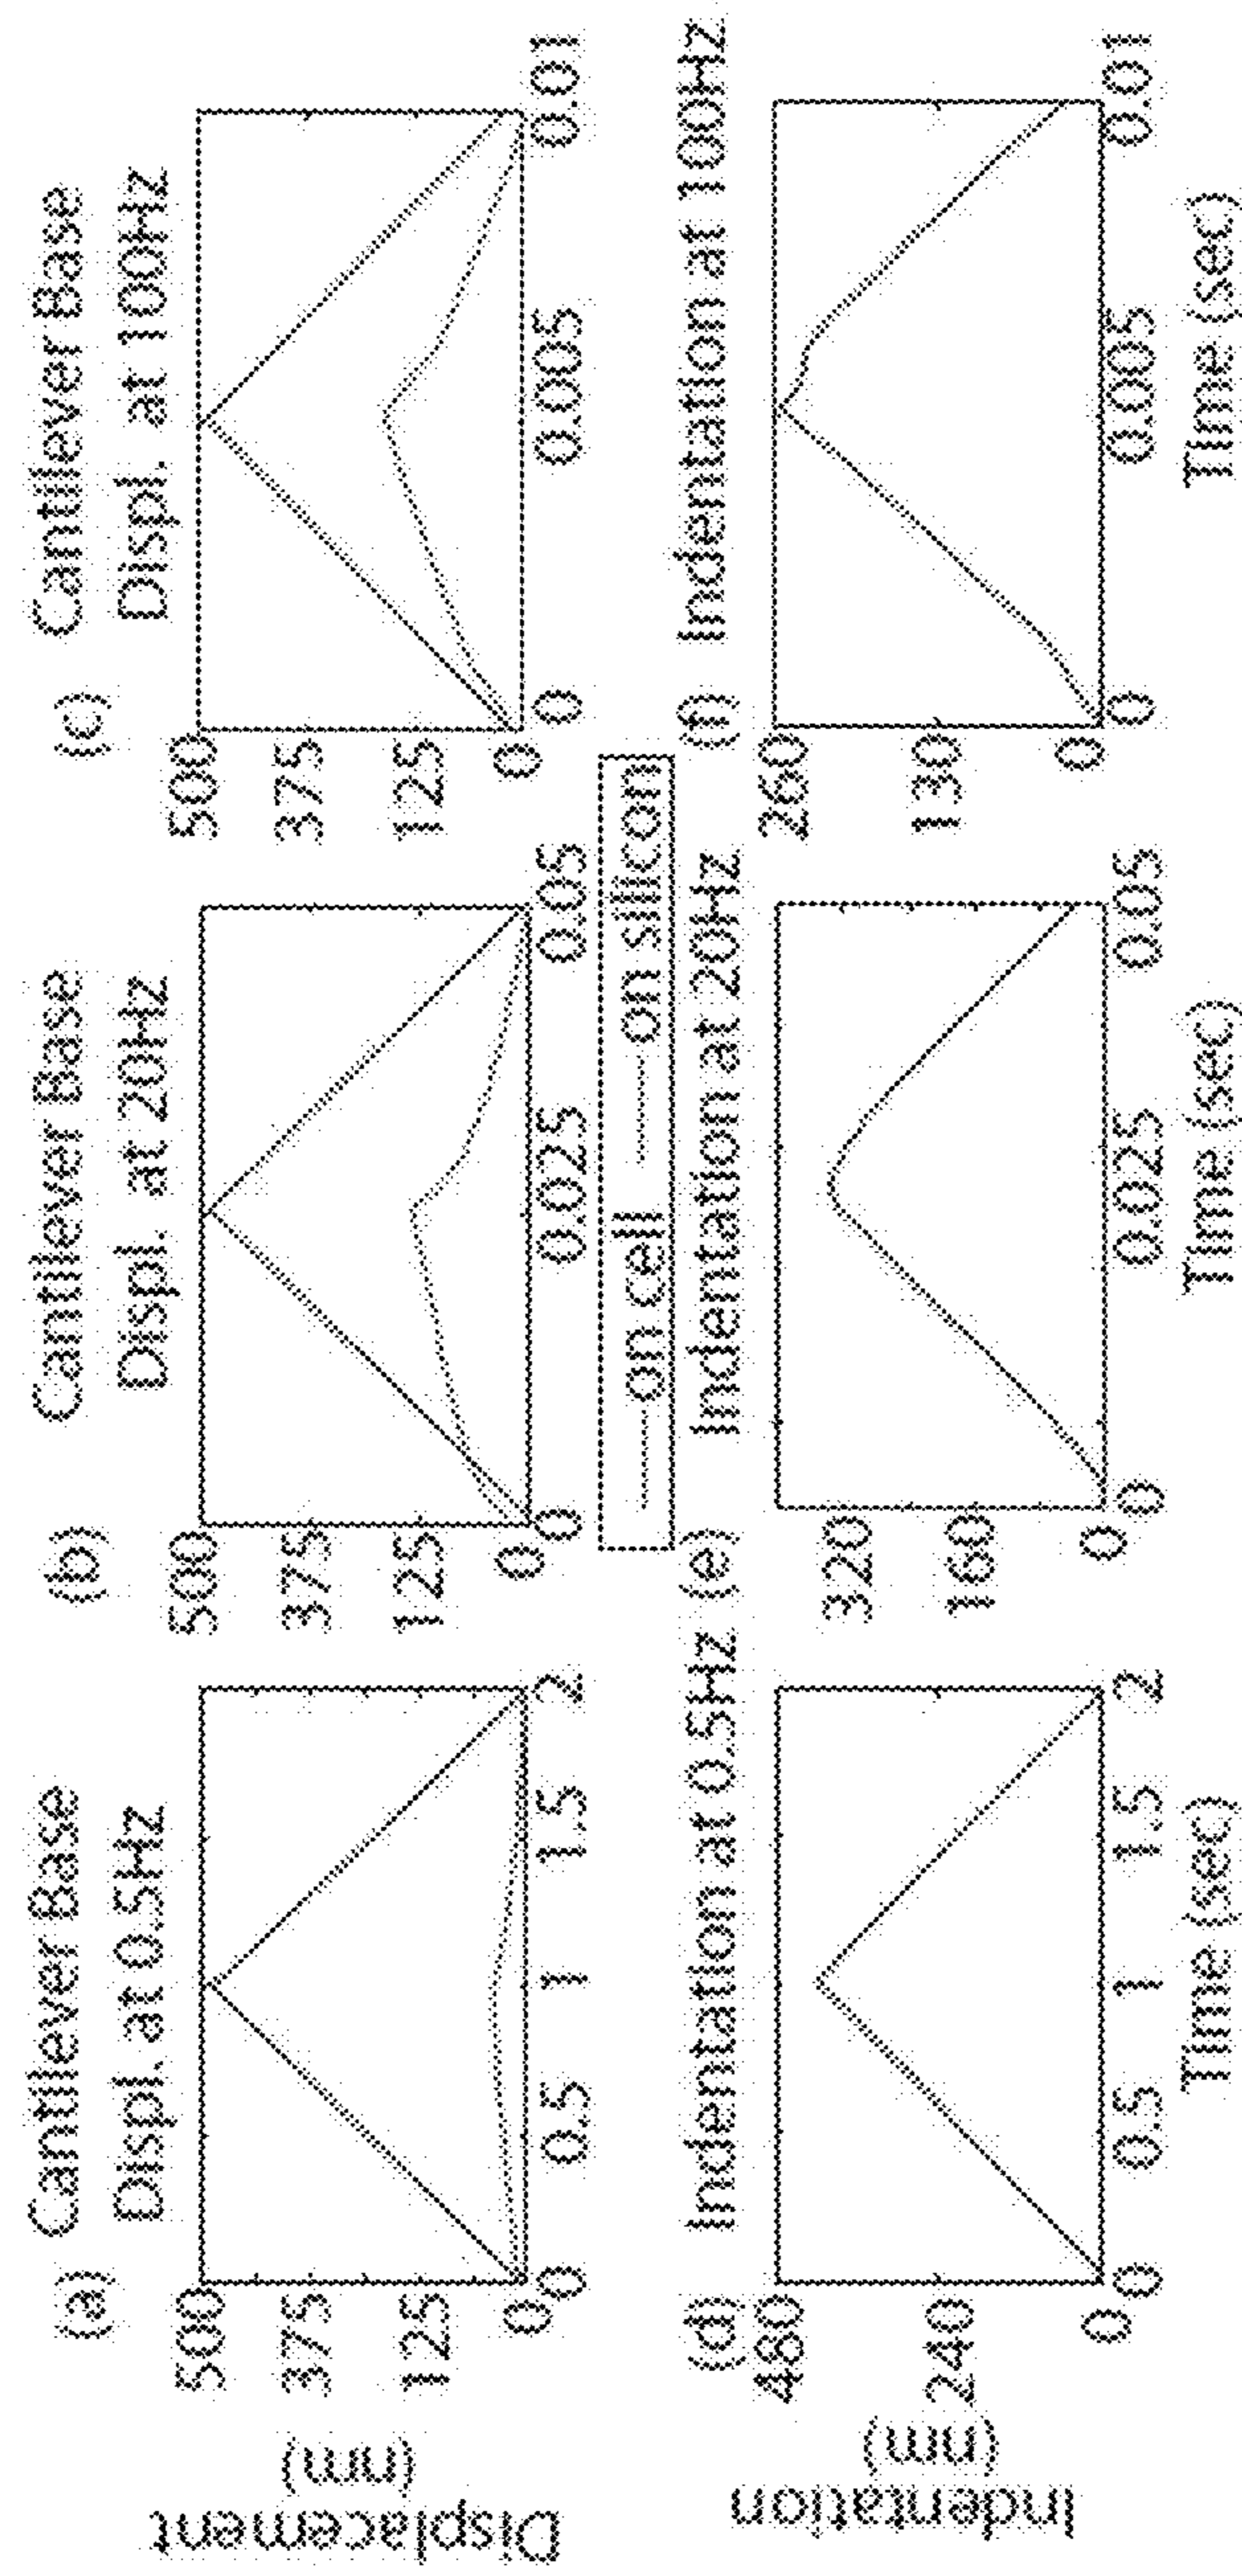 (a) Cantilever Base
Displ. at 0.5Hz
(b) Cantilever Base
Displ. at 20Hz
(c) Cantilever Base
Displ. at 100Hz
Displacement
(nm)
500
375
125
0
0 0.5 1 1.5 2
500
375
125
0
0 0.025 0.05
500
375
125
0
0 0.005 0.01
on cell on silicon
(d) Indentation at 0.5Hz
(e) Indentation at 20Hz
(f) Indentation at 100Hz
Indentation
(nm)
480
240
0
0 0.5 1 1.5 2
Time (sec)
320
160
0
0 0.025 0.05
Time (sec)
260
130
0
0 0.005 0.01
Time (sec)